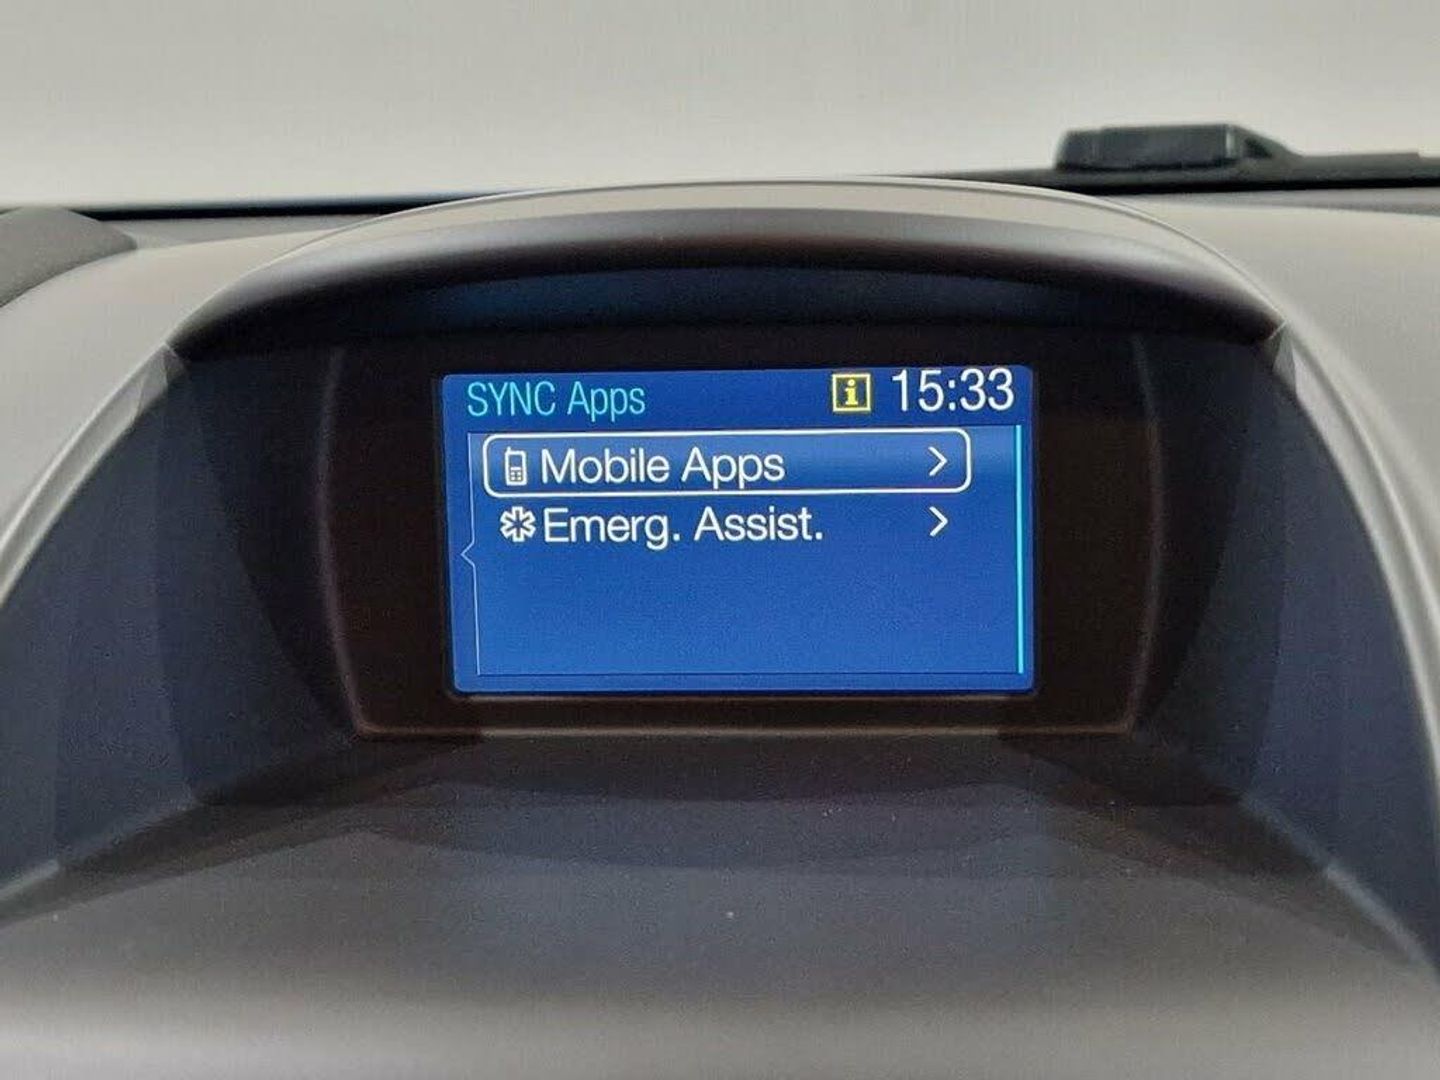 SYNC Apps i 15:33
Mobile Apps >
Emerg. Assist. >